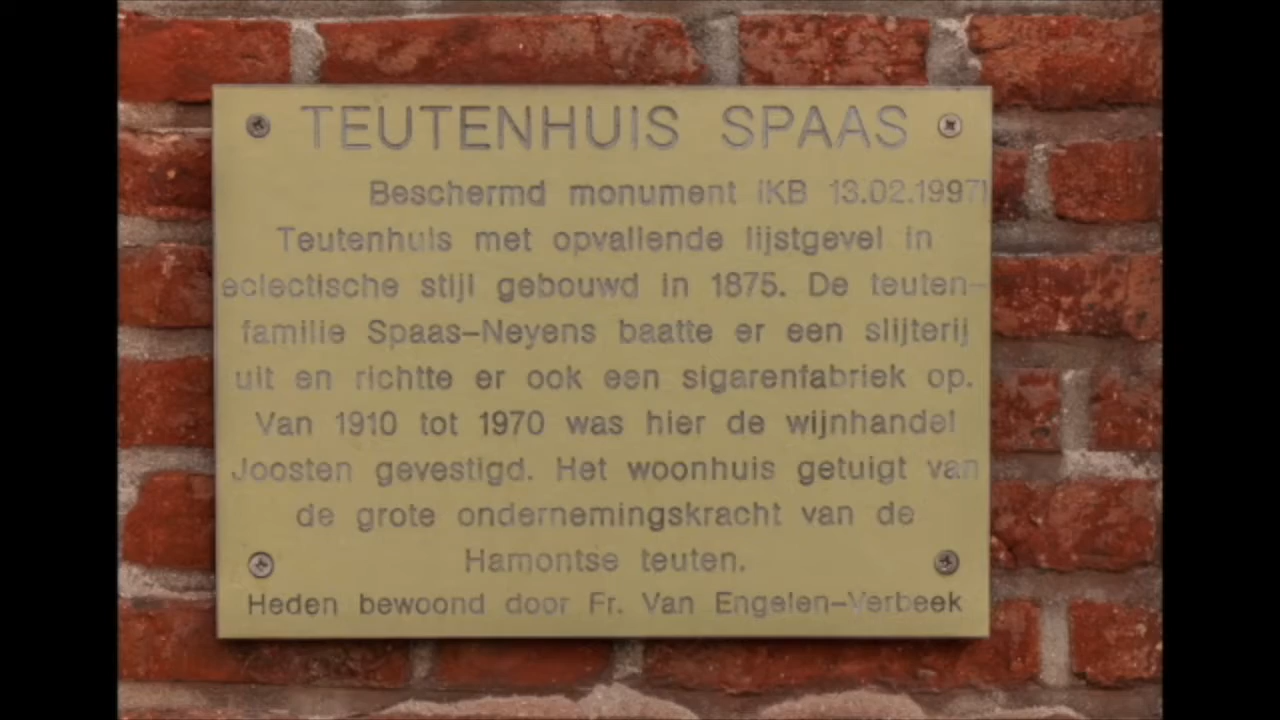 TEUTENHUIS SPAAS
Beschermd monument (KB 13.02.1997)
Teutenhuis met opvallende lijstgevel in
eclectische stijl gebouwd in 1875. De teuten-
familie Spaas-Neyens baatte er een slijterij
uit en richtte er ook een sigarenfabriek op.
Van 1910 tot 1970 was hier de wijnhandel
Joosten gevestigd. Het woonhuis getuigt van
de grote ondernemingskracht van de
Hamontse teuten.
Heden bewoond door Fr. Van Engelen-Verbeek